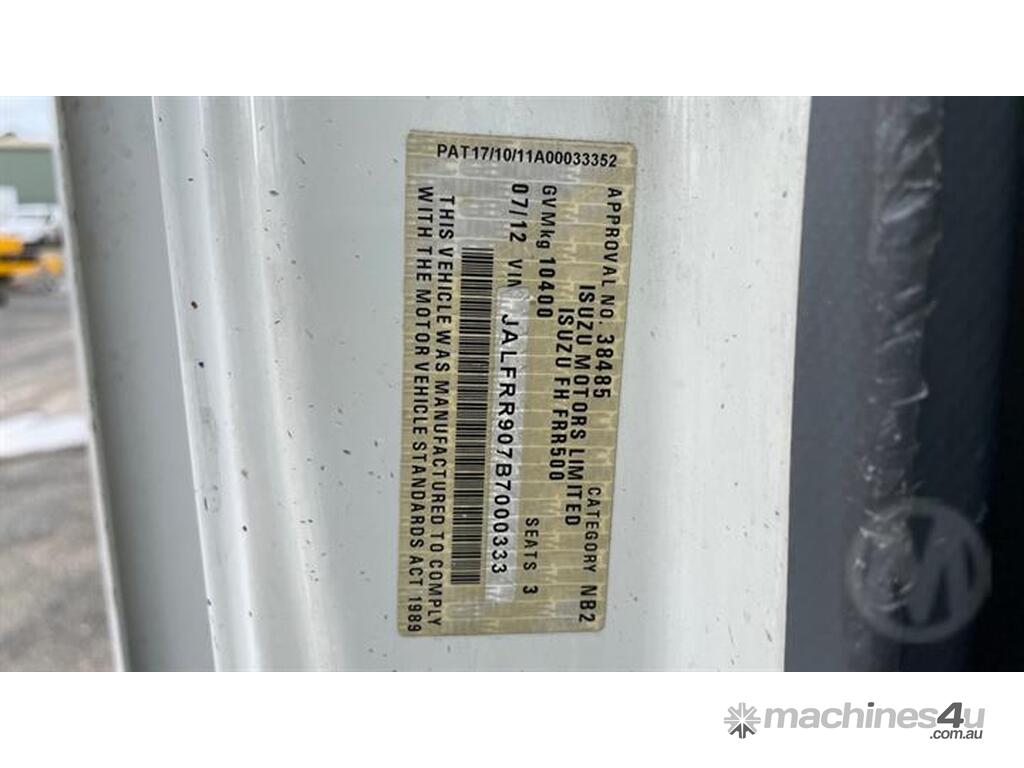 PAT17/10/11A00033352
APPROVAL No. 38485 CATEGORY NB2
ISUZU MOTORS LIMITED
ISUZU FH FRR500
GVMkg 10400 SEATS 3
07/12 VIN JALFRR907B7000333
THIS VEHICLE WAS MANUFACTURED TO COMPLY
WITH THE MOTOR VEHICLE STANDARDS ACT 1989
M
machines4u
.com.au